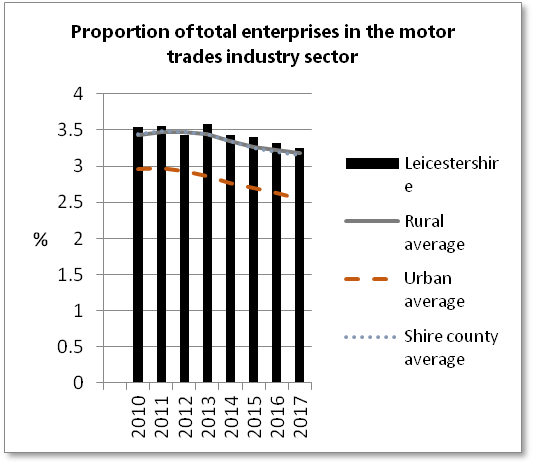 Proportion of total enterprises in the motor
trades industry sector
4
3.5
3
2.5
2
1.5
1
0.5
0
%
2010
2011
2012
2013
2014
2015
2016
2017
Leicestershir
e
Rural
average
Urban
average
Shire county
average